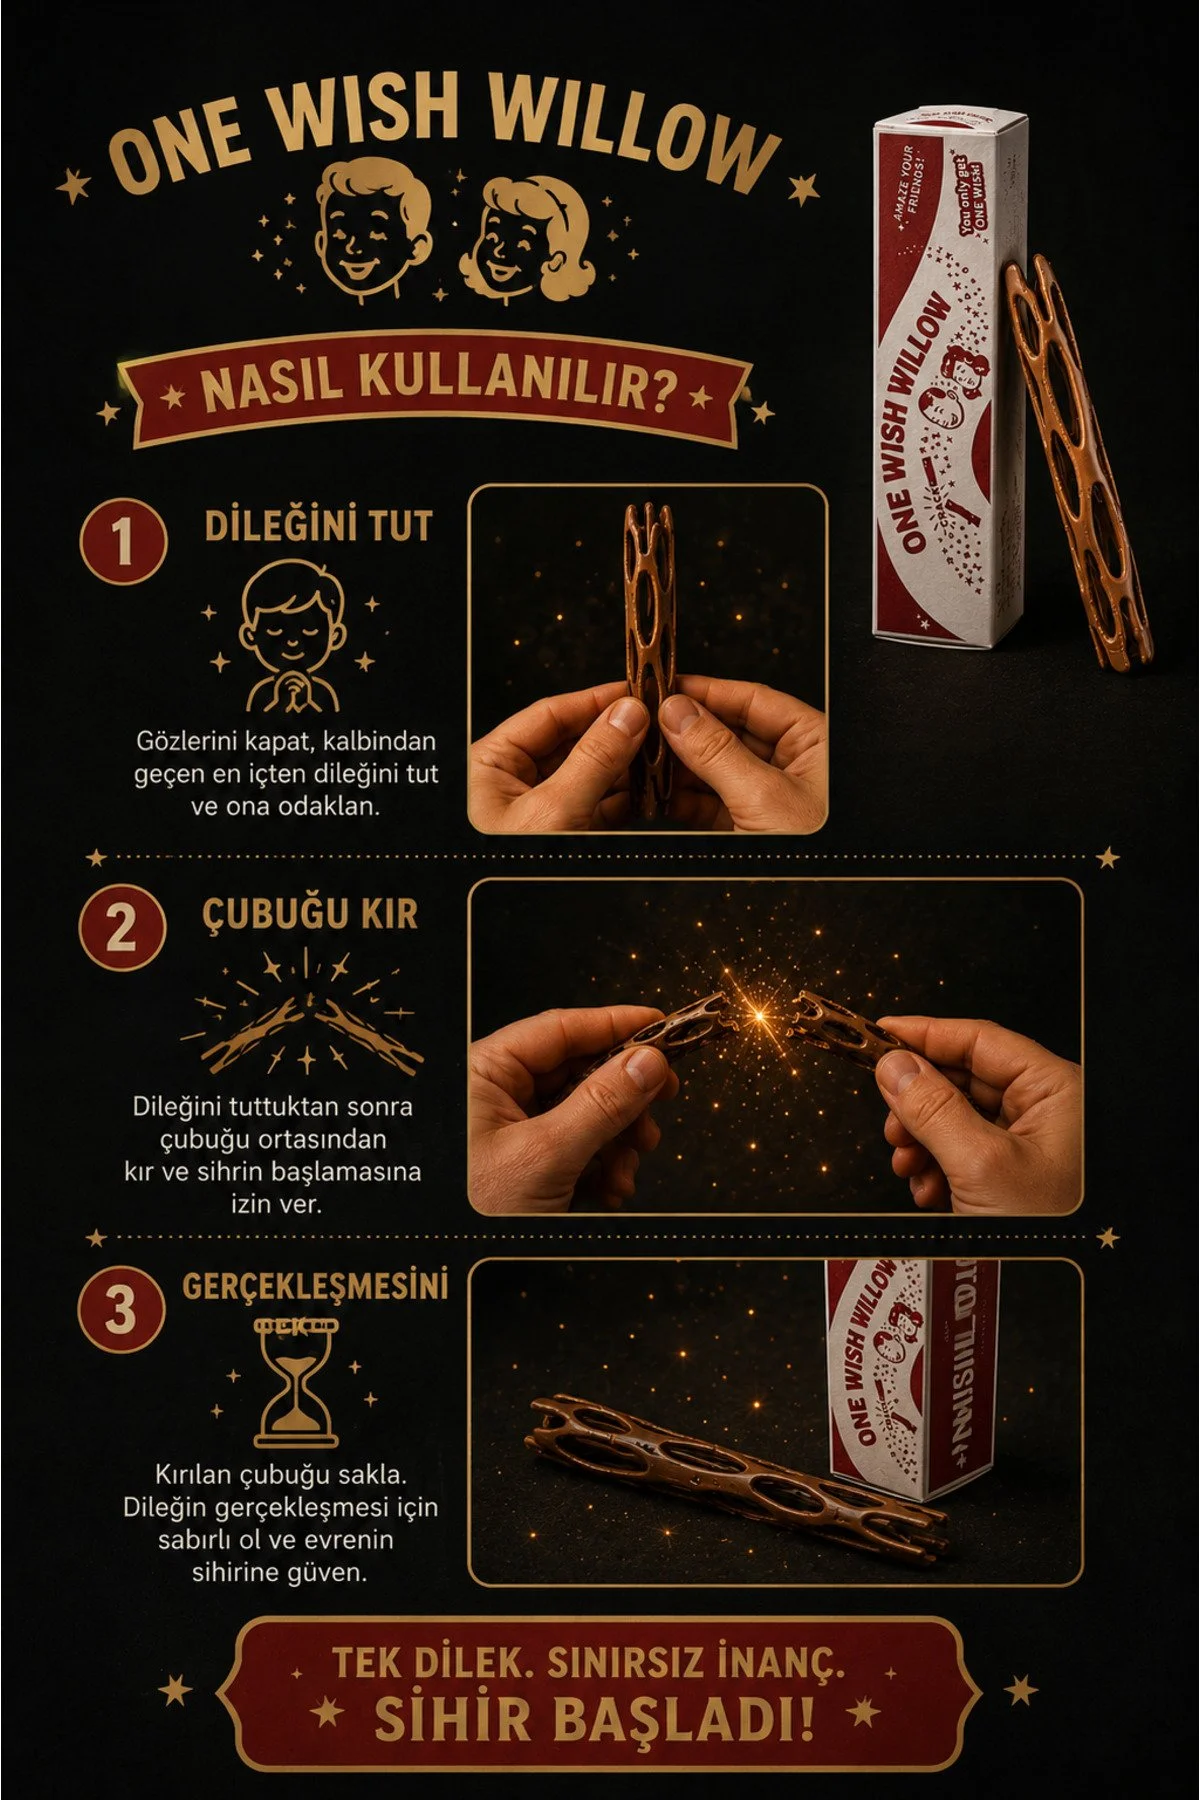 ONE WISH WILLOW
AMAZE YOUR
FRIENDS!
You only get
ONE WISH!
ONE WISH WILLOW
CRACK
NASIL KULLANILIR?
1
DİLEĞİNİ TUT
Gözlerini kapat, kalbindan
geçen en içten dileğini tut
ve ona odaklan.
2
ÇUBUĞU KIR
Dileğini tuttuktan sonra
çubuğu ortasından
kır ve sihrin başlamasına
izin ver.
3
GERÇEKLEŞMESİNİ
Kırılan çubuğu sakla.
Dileğin gerçekleşmesi için
sabırlı ol ve evrenin
sihirine güven.
ONE WISH WILLOW
TEK DİLEK. SINIRSIZ İNANÇ.
SİHİR BAŞLADI!